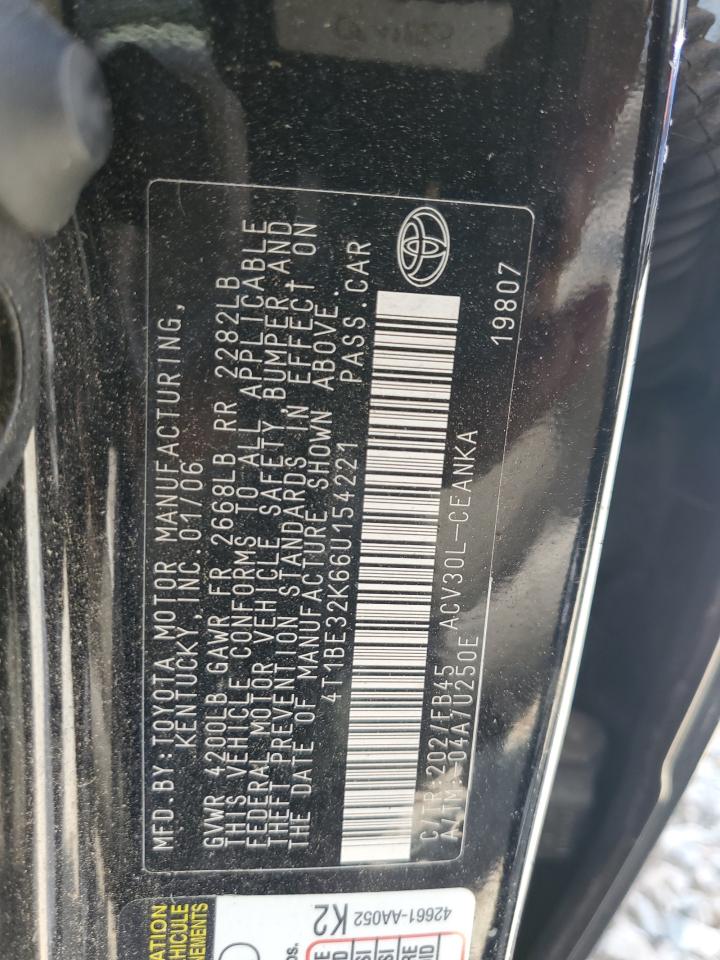 MFD.BY:TOYOTA MOTOR MANUFACTURING,
KENTUCKY, INC.01/06
GVWR 4200LB GAWR FR 2668LB RR 2282LB
THIS VEHICLE CONFORMS TO ALL APPLICABLE
FEDERAL MOTOR VEHICLE SAFETY,BUMPER,AND
THEFT PREVENTION STANDARDS IN EFFECT ON
THE DATE OF MANUFACTURE SHOWN ABOVE.
4T1BE32K66U154221 PASS.CAR
C/TR:202/FB45 ACV30L-CEANKA
A/TM:-04A/U250E
19807
42661-AA052
K2